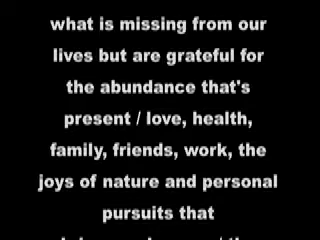 what is missing from our
lives but are grateful for
the abundance that's
present / love, health,
family, friends, work, the
joys of nature and personal
pursuits that